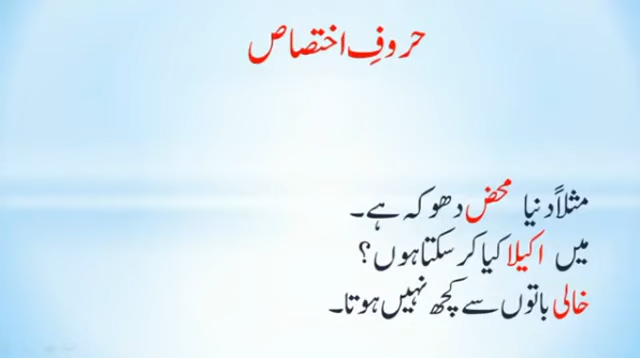 حروفِ اختصاص
مثلاً دنیا محض دھوکہ ہے۔
میں اکیلا کیا کر سکتا ہوں؟
خالی باتوں سے کچھ نہیں ہوتا۔